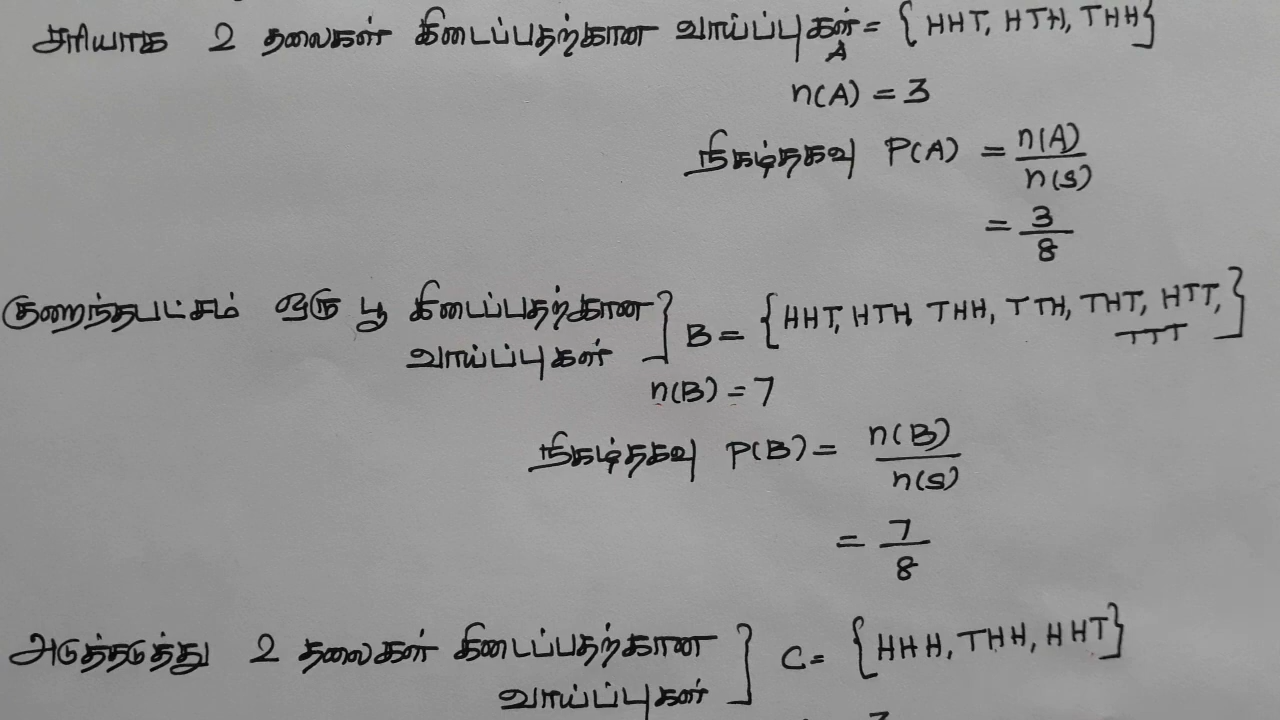 சரியாக 2 தலைகள் கிடைப்பதற்கான வாய்ப்புகள் A = {HHT, HTH, THH}
n(A) = 3
நிகழ்தகவு P(A) = n(A)/n(S)
= 3/8
குறைந்தபட்சம் ஒரு பூ கிடைப்பதற்கான
வாய்ப்புகள் ] B = {HHT, HTH THH, TTH, THT, HTT,
TTT }
n(B) = 7
நிகழ்தகவு P(B) = n(B)/n(S)
= 7/8
அடுத்தடுத்து 2 தலைகள் கிடைப்பதற்கான
வாய்ப்புகள் ] C = {HHH, THH, HHT}